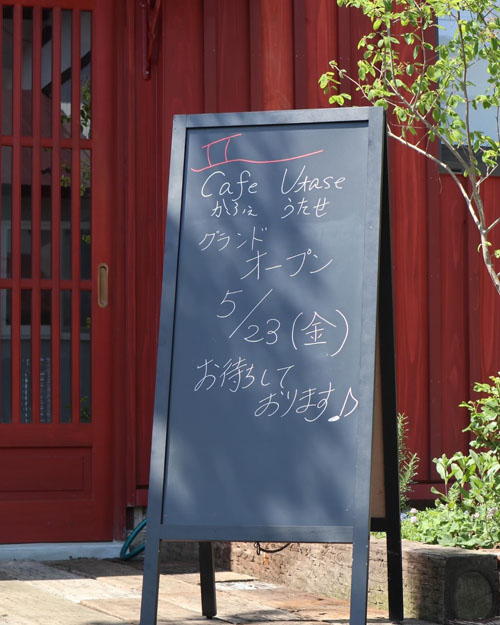 Cafe Utase
かふぇ うたせ
グランド
オープン
5/23(金)
お待ちして
おります♪